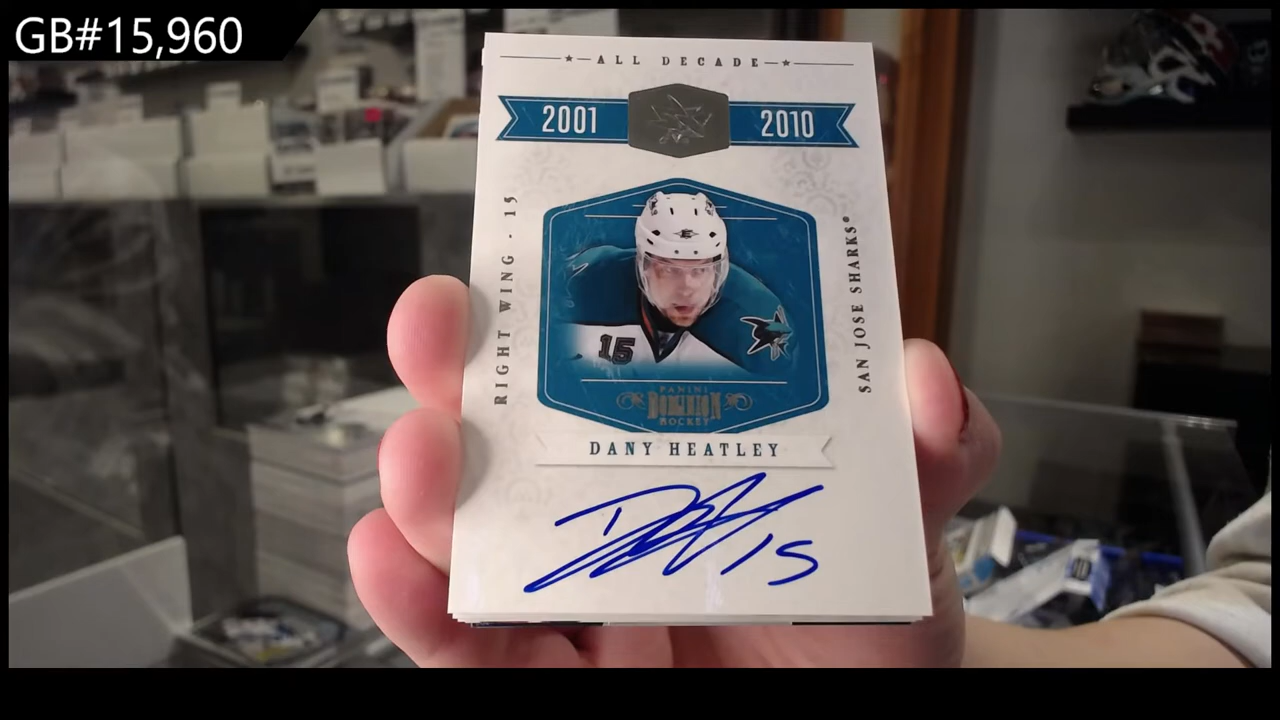 GB#15,960
ALL DECADE
2001 2010
RIGHT WING · 15
SAN JOSE SHARKS®
15
PANINI
DOMINION
HOCKEY
DANY HEATLEY
15